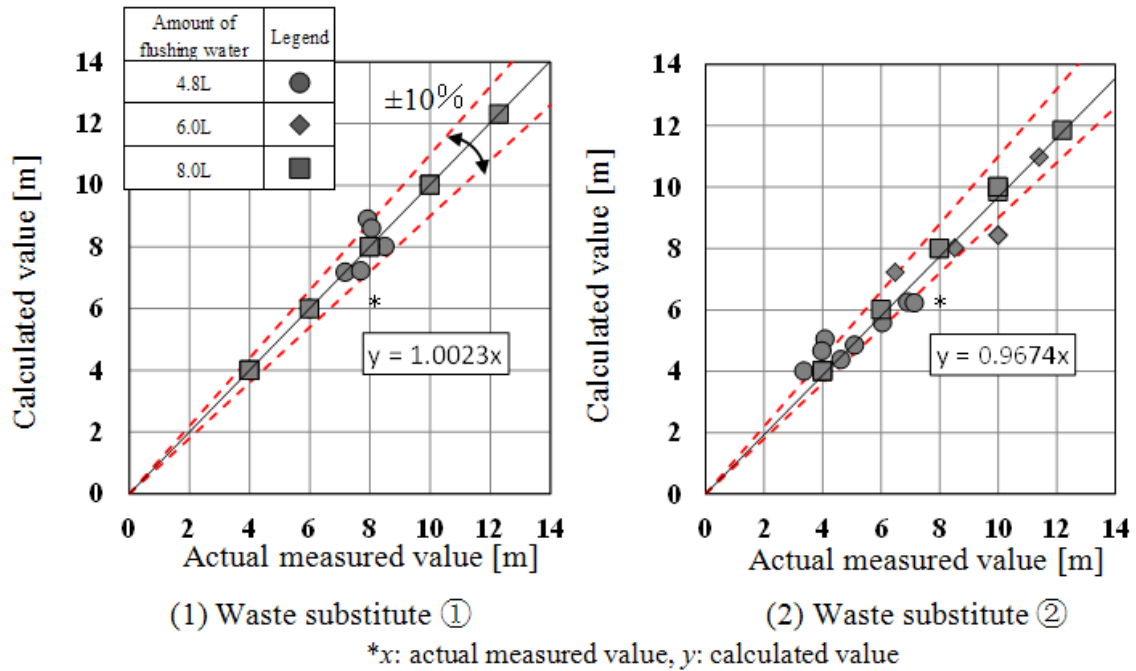 Amount of
flushing water Legend
4.8L
6.0L
8.0L
±10%
Calculated value [m]
14
12
10
8
6
4
2
0
*
y = 1.0023x
0 2 4 6 8 10 12 14
Actual measured value [m]
(1) Waste substitute ①
Calculated value [m]
14
12
10
8
6
4
2
0
*
y = 0.9674x
0 2 4 6 8 10 12 14
Actual measured value [m]
(2) Waste substitute ②
*x: actual measured value, y: calculated value